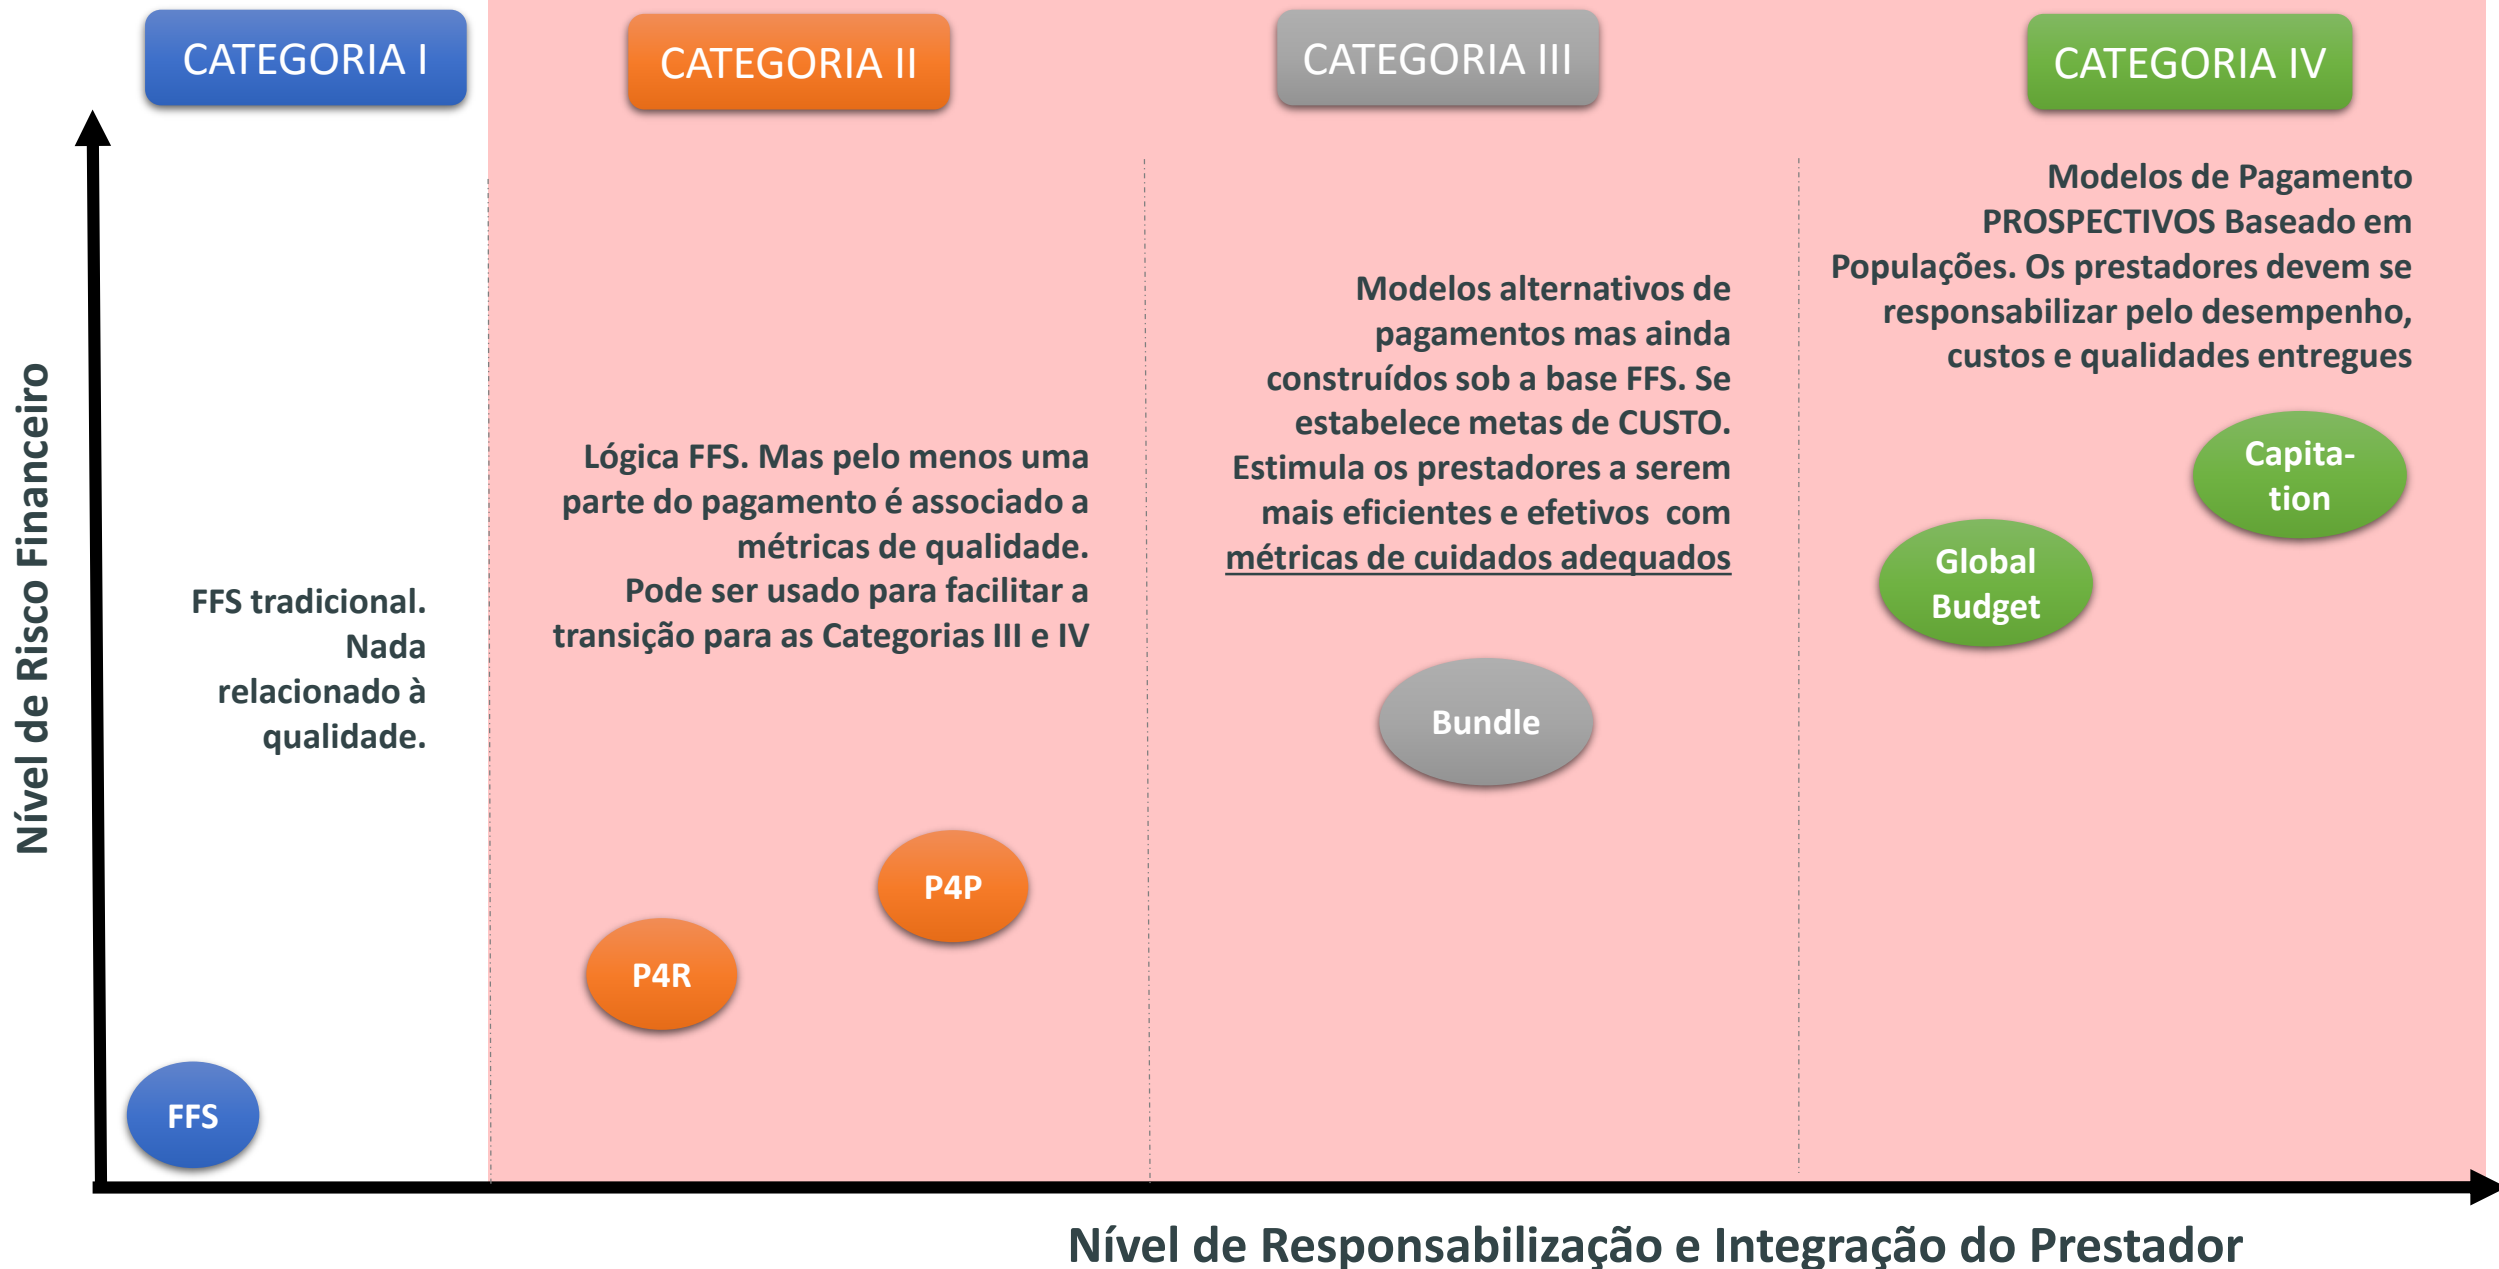 CATEGORIA I
CATEGORIA II
CATEGORIA III
CATEGORIA IV
Nível de Risco Financeiro
FFS tradicional.
Nada
relacionado à
qualidade.
FFS
Lógica FFS. Mas pelo menos uma
parte do pagamento é associado a
métricas de qualidade.
Pode ser usado para facilitar a
transição para as Categorias III e IV
P4R
P4P
Modelos alternativos de
pagamentos mas ainda
construídos sob a base FFS. Se
estabelece metas de CUSTO.
Estimula os prestadores a serem
mais eficientes e efetivos  com
métricas de cuidados adequados
Bundle
Modelos de Pagamento
PROSPECTIVOS Baseado em
Populações. Os prestadores devem se
responsabilizar pelo desempenho,
custos e qualidades entregues
Global
Budget
Capita-
tion
Nível de Responsabilização e Integração do Prestador